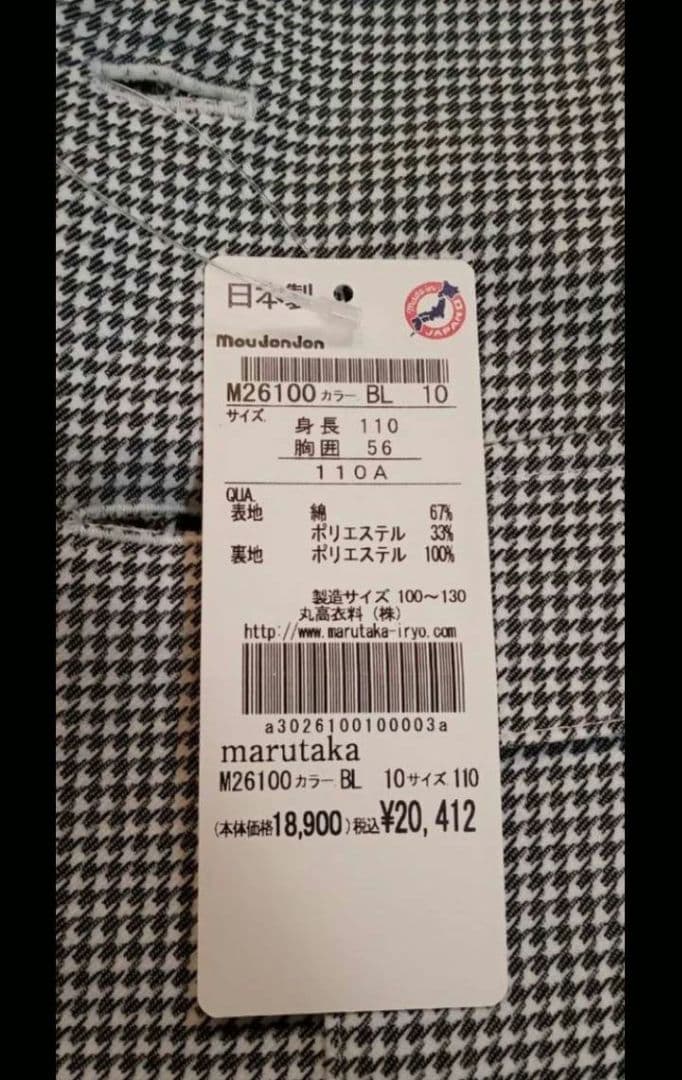 日本製
Made in
JAPAN
moujonjon
M26100 カラー BL 10
サイズ
身長 110
胸囲 56
110A
QUA.
表地 綿 67%
ポリエステル 33%
裏地 ポリエステル 100%
製造サイズ 100〜130
丸高衣料(株)
http://www.marutaka-iryo.com
a3026100100003a
marutaka
M26100 カラー BL 10 サイズ 110
(本体価格18,900)税込¥20,412